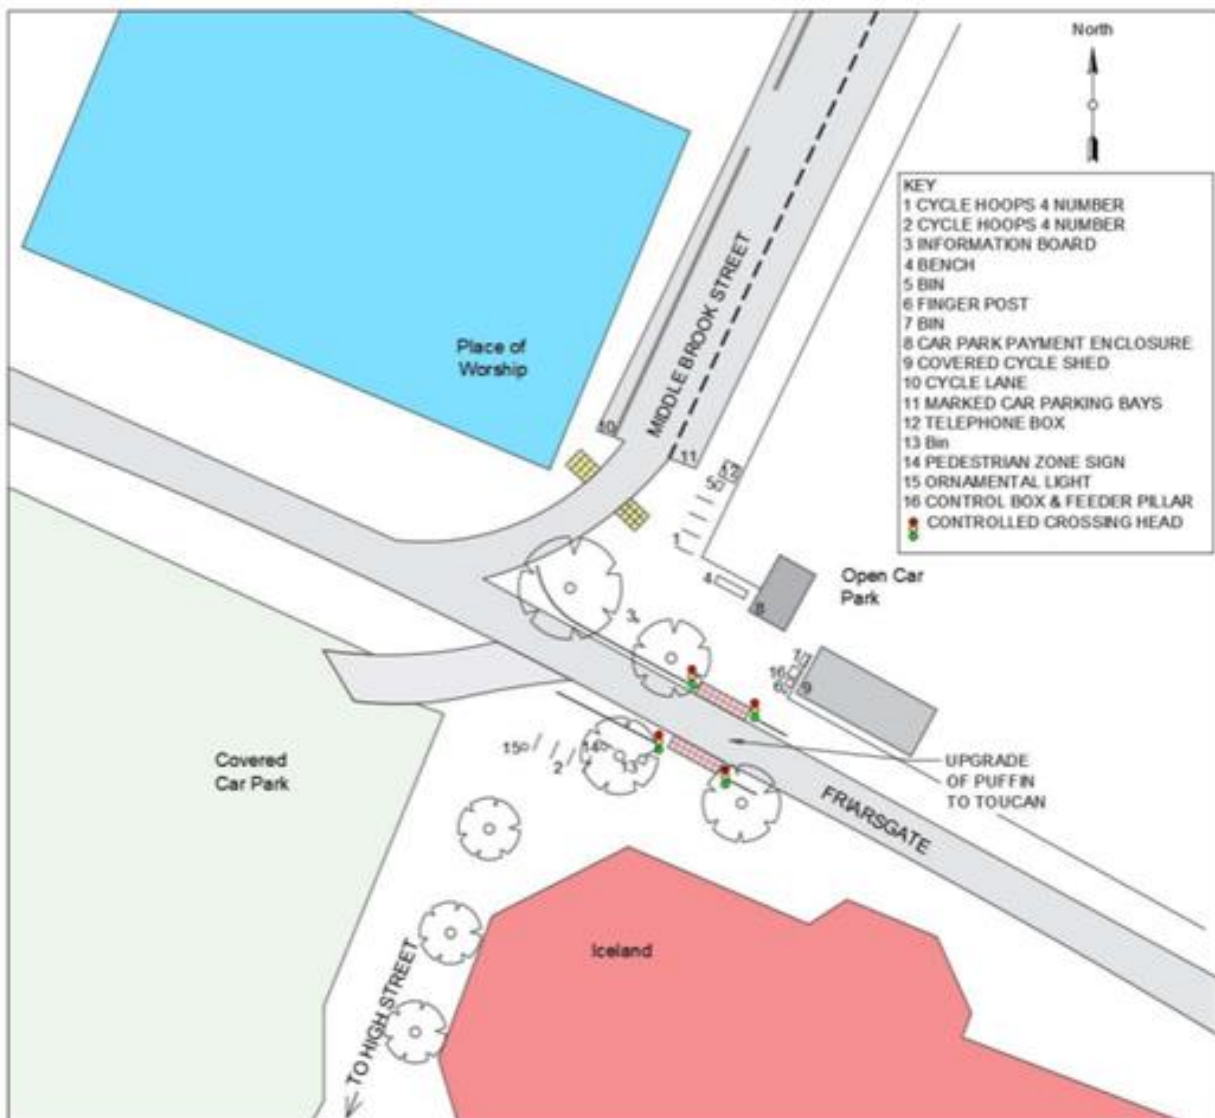 North
KEY
1 CYCLE HOOPS 4 NUMBER
2 CYCLE HOOPS 4 NUMBER
3 INFORMATION BOARD
4 BENCH
5 BIN
6 FINGER POST
7 BIN
8 CAR PARK PAYMENT ENCLOSURE
9 COVERED CYCLE SHED
10 CYCLE LANE
11 MARKED CAR PARKING BAYS
12 TELEPHONE BOX
13 Bin
14 PEDESTRIAN ZONE SIGN
15 ORNAMENTAL LIGHT
16 CONTROL BOX & FEEDER PILLAR
CONTROLLED CROSSING HEAD
Place of
Worship
MIDDLE BROOK STREET
10
11
12
5
1
4
8
Open Car
Park
3
7
16
6
9
15
2
14
13
Covered
Car Park
UPGRADE
OF PUFFIN
TO TOUCAN
FRIARSGATE
Iceland
TO HIGH STREET